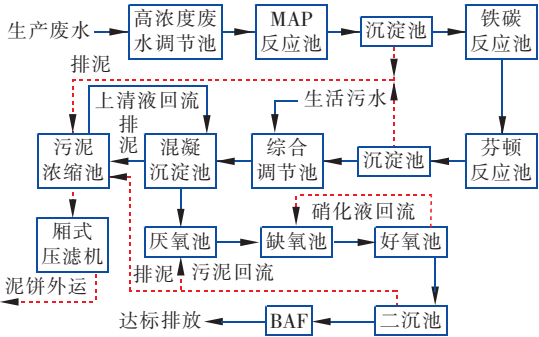 生产废水
高浓度废
水调节池
MAP
反应池
沉淀池
铁碳
反应池
排泥
上清液回流
生活污水
污泥
浓缩池
排
泥
混凝
沉淀池
综合
调节池
沉淀池
芬顿
反应池
硝化液回流
厢式
压滤机
厌氧池
缺氧池
好氧池
排泥
污泥回流
泥饼外运
达标排放
BAF
二沉池